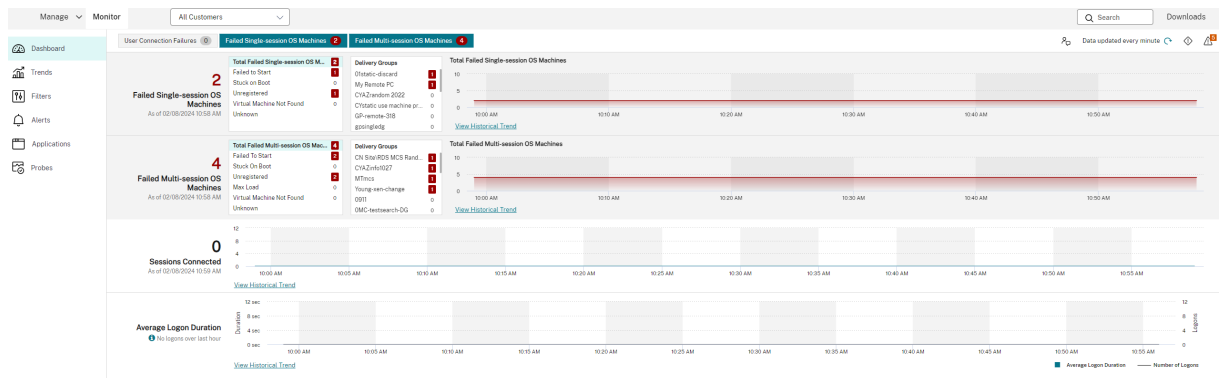 Manage
Monitor
All Customers
Search
Downloads
Dashboard
Trends
Filters
Alerts
Applications
Probes
User Connection Failures 0
Failed Single-session OS Machines 2
Failed Multi-session OS Machines 4
Data updated every minute
2
Failed Single-session OS
Machines
As of 02/08/2024 10:58 AM
Total Failed Single-session OS M... 2
Failed to Start 1
Stuck on Boot 0
Unregistered 1
Virtual Machine Not Found 0
Unknown
Delivery Groups
01static-discard 1
My Remote PC 1
CYAZrandom 2022 0
CYstatic use machine pr... 0
GP-remote-318 0
gpsingledg 0
Total Failed Single-session OS Machines
10
5
0
10:00 AM 10:10 AM 10:20 AM 10:30 AM 10:40 AM 10:50 AM
View Historical Trend
4
Failed Multi-session OS
Machines
As of 02/08/2024 10:58 AM
Total Failed Multi-session OS Mac... 4
Failed To Start 2
Stuck On Boot 0
Unregistered 2
Max Load 0
Virtual Machine Not Found 0
Unknown
Delivery Groups
CN Site\RDS MCS Rand... 1
CYAZinfo1027 1
MTmcs 1
Young-xen-change 1
0911 0
0MC-testsearch-DG 0
Total Failed Multi-session OS Machines
10
5
0
10:00 AM 10:10 AM 10:20 AM 10:30 AM 10:40 AM 10:50 AM
View Historical Trend
0
Sessions Connected
As of 02/08/2024 10:59 AM
12
8
4
0
10:00 AM 10:05 AM 10:10 AM 10:15 AM 10:20 AM 10:25 AM 10:30 AM 10:35 AM 10:40 AM 10:45 AM 10:50 AM 10:55 AM
View Historical Trend
Average Logon Duration
No logons over last hour
Duration
12 sec
8 sec
4 sec
0 sec
12
8
4
0
Logons
10:00 AM 10:05 AM 10:10 AM 10:15 AM 10:20 AM 10:25 AM 10:30 AM 10:35 AM 10:40 AM 10:45 AM 10:50 AM 10:55 AM
View Historical Trend
Average Logon Duration
Number of Logons